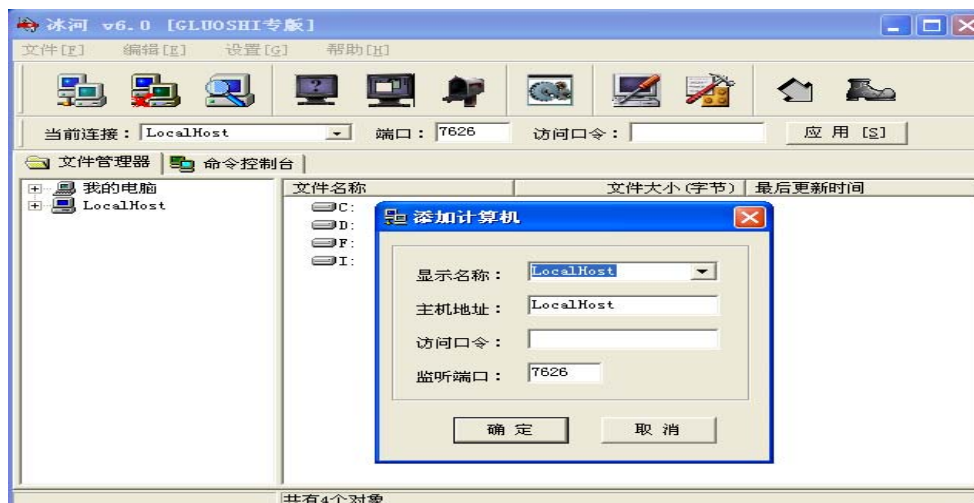 冰河 v6.0 [GLUOSHI专版]
文件[F] 编辑[E] 设置[G] 帮助[H]
当前连接： LocalHost 端口： 7626 访问口令： 应 用 [S]
文件管理器 命令控制台
我的电脑
LocalHost
文件名称 文件大小(字节) 最后更新时间
C:
D:
F:
I:
添加计算机
显示名称： LocalHost
主机地址： LocalHost
访问口令：
监听端口： 7626
确 定 取 消
共有4个对象